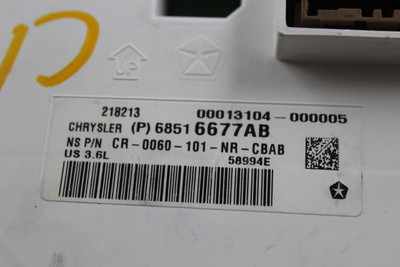 UP
218213 00013104-000005
CHRYSLER (P) 68516677AB
NS P/N CR-0060-101-NR-CBAB
US 3.6L 58994E